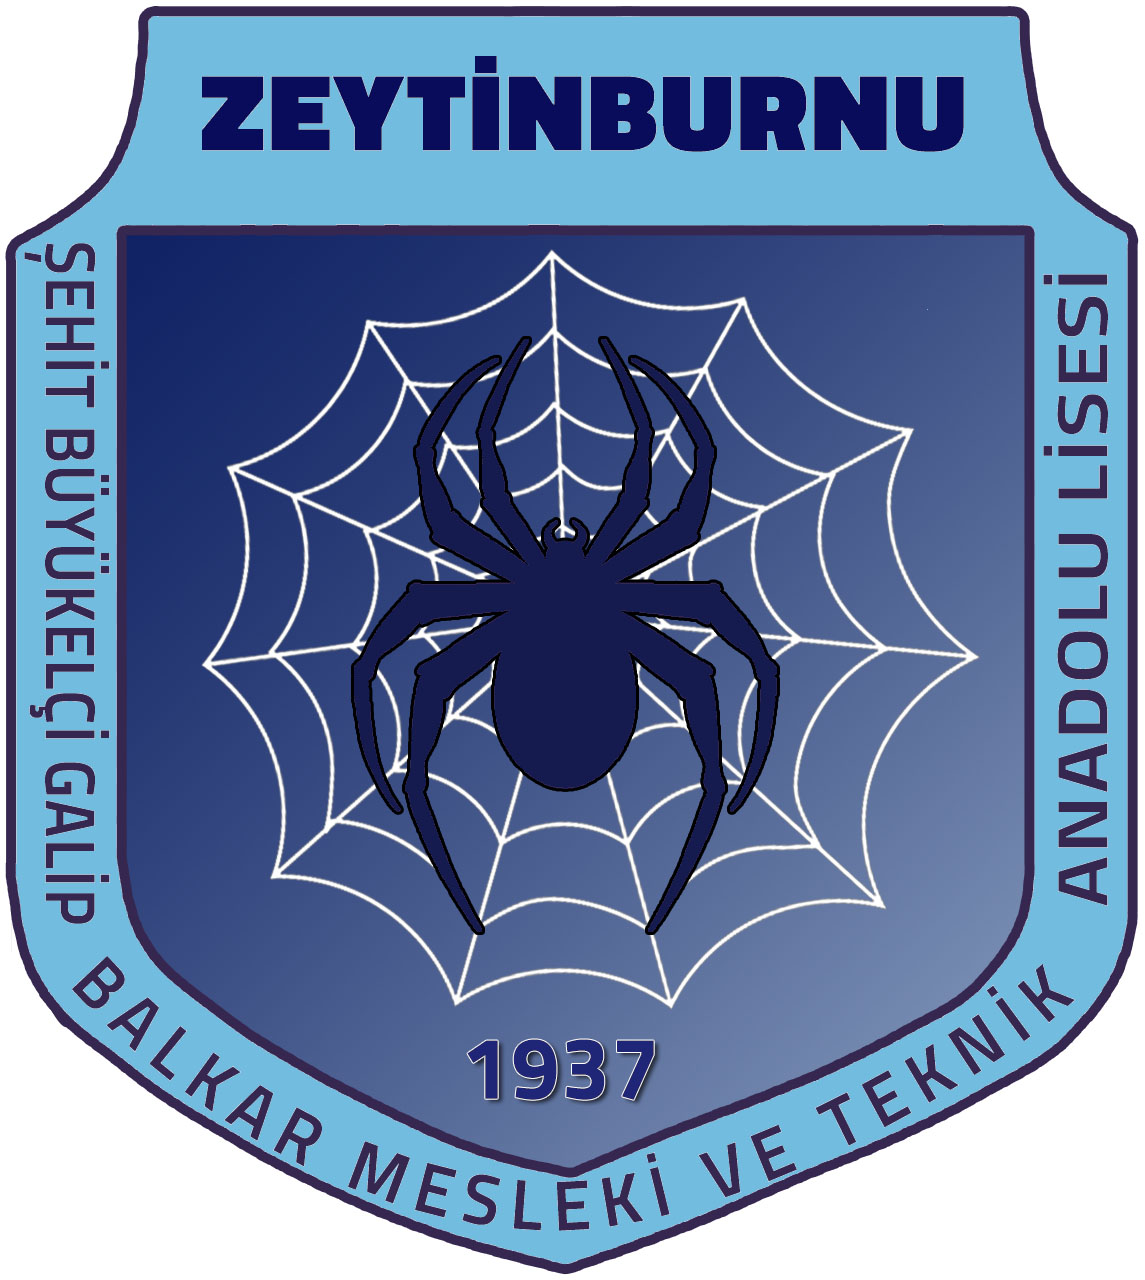 ZEYTİNBURNU
ŞEHİT BÜYÜKELÇİ GALİP BALKAR MESLEKİ VE TEKNİK ANADOLU LİSESİ
1937